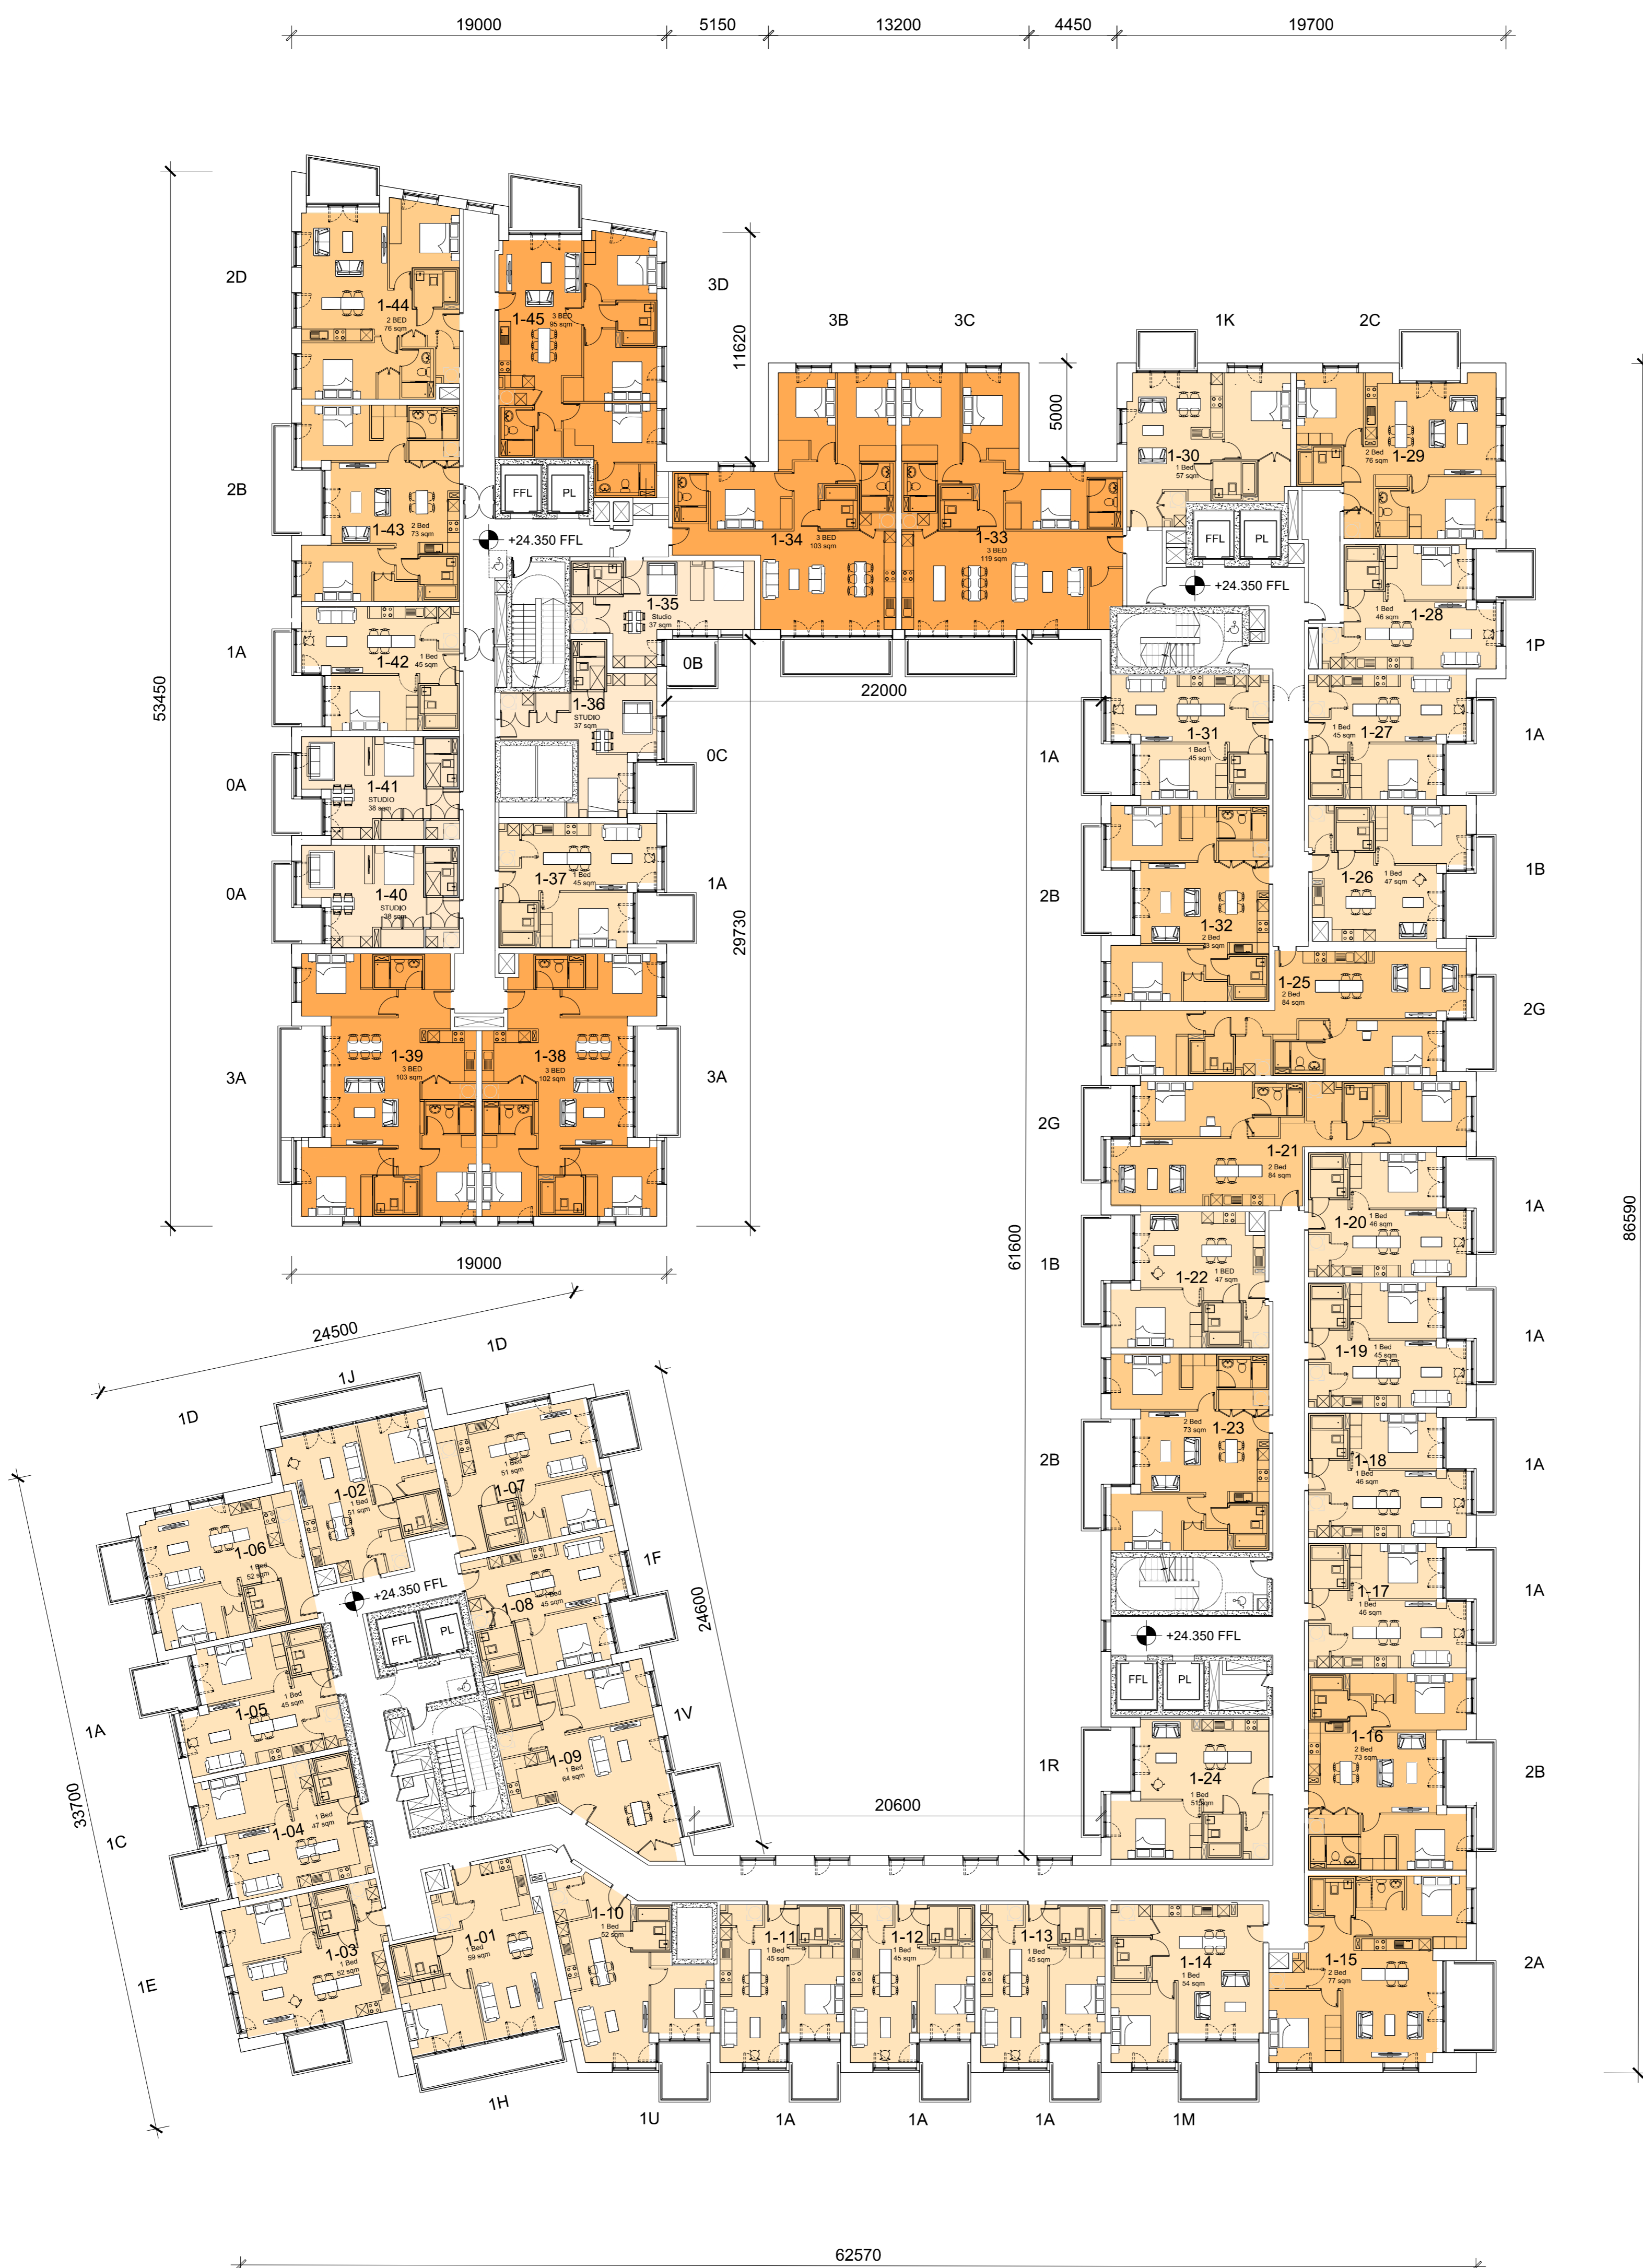 19000
5150
13200
4450
19700
2D
1-44
2 BED
76 sqm
1-45
3 BED
95 sqm
3D
11620
3B
3C
5000
1K
2C
1-30
1 Bed
57 sqm
1-29
2 Bed
76 sqm
2B
1-43
2 Bed
73 sqm
FFL
PL
+24.350 FFL
1-34
3 BED
103 sqm
1-33
3 BED
119 sqm
FFL
PL
+24.350 FFL
53450
1A
1-42
1 Bed
45 sqm
1-35
Studio
37 sqm
0B
1-28
1 Bed
46 sqm
1P
22000
1-36
STUDIO
37 sqm
0C
1A
1-31
1 Bed
45 sqm
1-27
1 Bed
45 sqm
1A
0A
1-41
STUDIO
38 sqm
0A
1-40
STUDIO
38 sqm
1-37
1 Bed
45 sqm
1A
29730
2B
1-32
2 Bed
73 sqm
1-26
1 Bed
47 sqm
1B
1-25
2 Bed
84 sqm
2G
3A
1-39
3 BED
103 sqm
1-38
3 BED
102 sqm
3A
2G
1-21
2 Bed
84 sqm
1-20
1 Bed
46 sqm
1A
86590
61600
1B
1-22
1 BED
47 sqm
19000
1-19
1 Bed
45 sqm
1A
24500
1D
1J
1D
2B
1-23
2 Bed
73 sqm
1-18
1 Bed
46 sqm
1A
1-02
1 Bed
51 sqm
1-07
1 Bed
51 sqm
1-06
1 Bed
52 sqm
1F
1-08
1 Bed
45 sqm
24600
+24.350 FFL
FFL
PL
1-17
1 Bed
46 sqm
1A
+24.350 FFL
FFL
PL
1-05
1 Bed
45 sqm
1A
1V
1-09
1 Bed
64 sqm
1-16
2 Bed
73 sqm
2B
1R
1-24
1 Bed
51 sqm
20600
33700
1C
1-04
1 Bed
47 sqm
1E
1-03
1 Bed
52 sqm
1-01
1 Bed
59 sqm
1-10
1 Bed
52 sqm
1-11
1 Bed
45 sqm
1-12
1 Bed
45 sqm
1-13
1 Bed
45 sqm
1-14
1 Bed
54 sqm
1-15
2 Bed
77 sqm
2A
1H
1U
1A
1A
1A
1M
62570